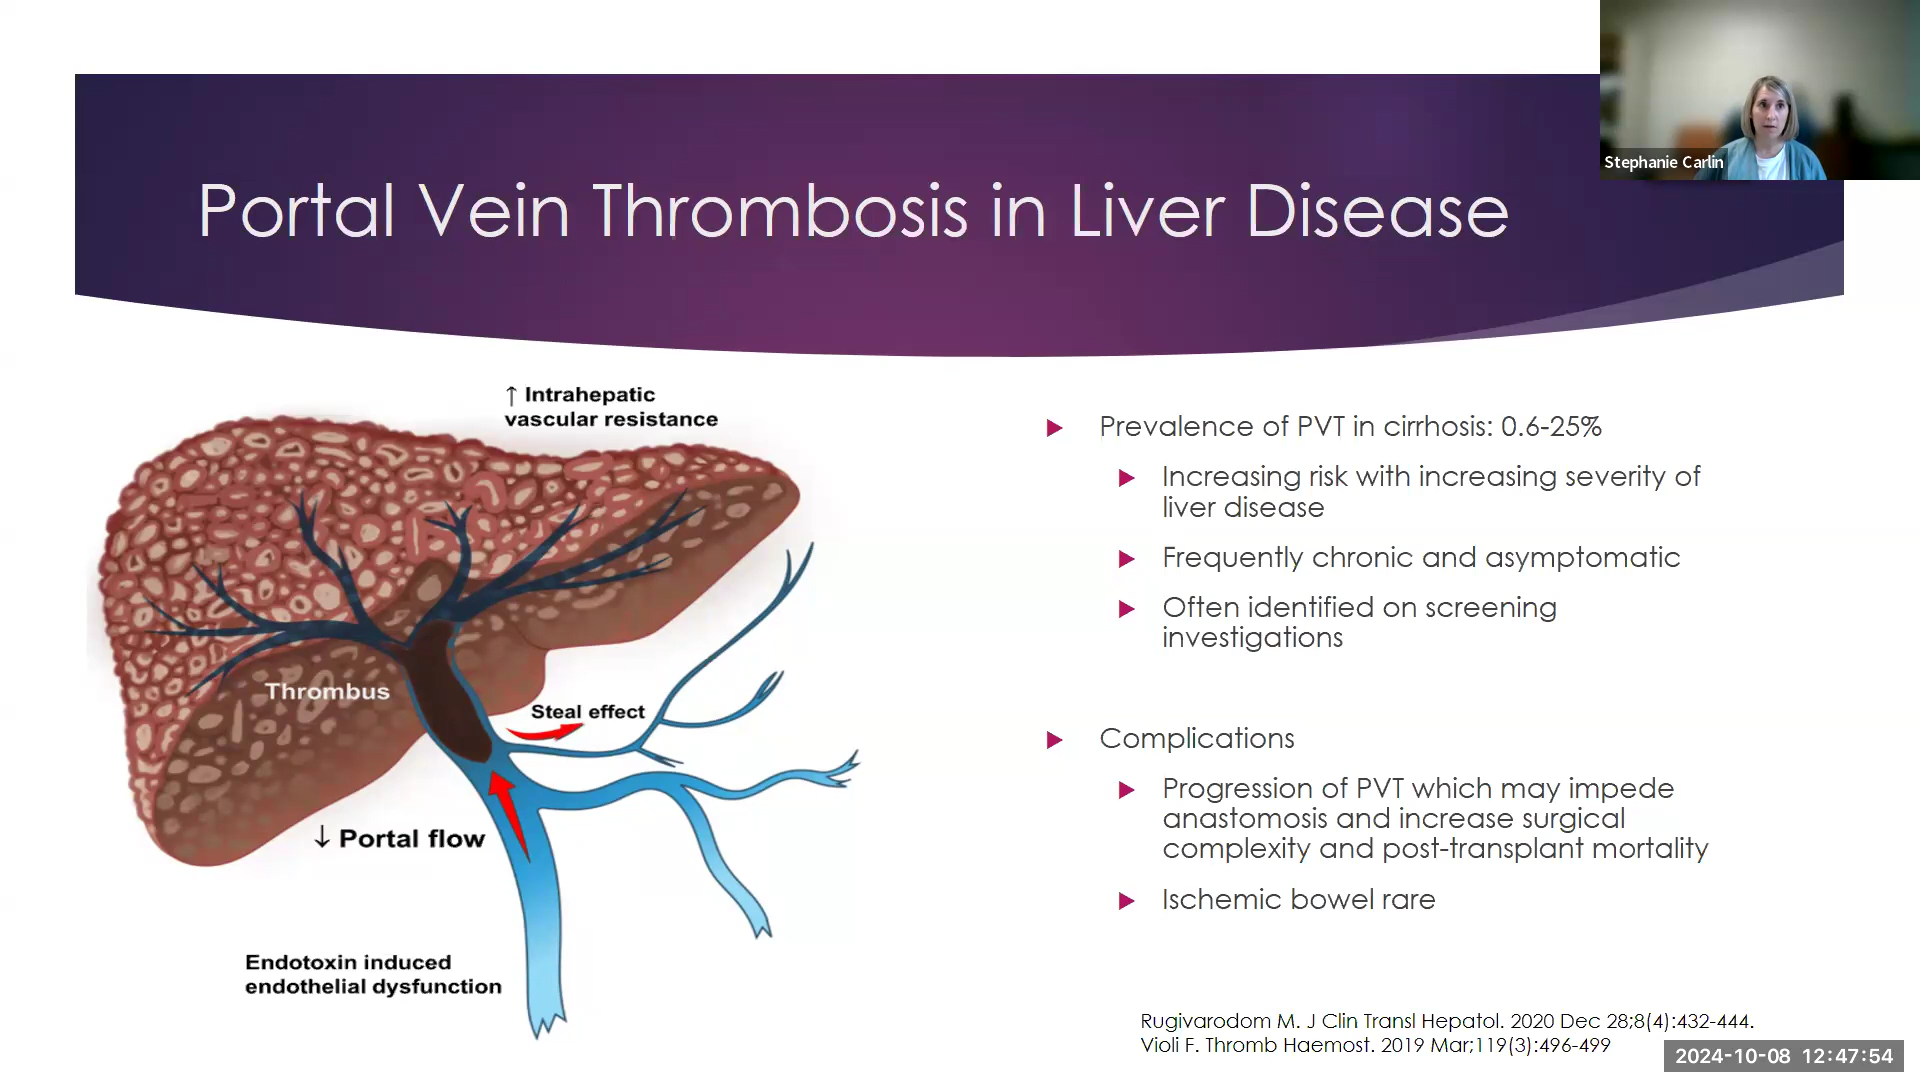 Stephanie Carlin
Portal Vein Thrombosis in Liver Disease
↑ Intrahepatic
vascular resistance
Thrombus
Steal effect
↓ Portal flow
Endotoxin induced
endothelial dysfunction
Prevalence of PVT in cirrhosis: 0.6-25%
Increasing risk with increasing severity of
liver disease
Frequently chronic and asymptomatic
Often identified on screening
investigations
Complications
Progression of PVT which may impede
anastomosis and increase surgical
complexity and post-transplant mortality
Ischemic bowel rare
Rugivarodom M. J Clin Transl Hepatol. 2020 Dec 28;8(4):432-444.
Violi F. Thromb Haemost. 2019 Mar;119(3):496-499
2024-10-08 12:47:54